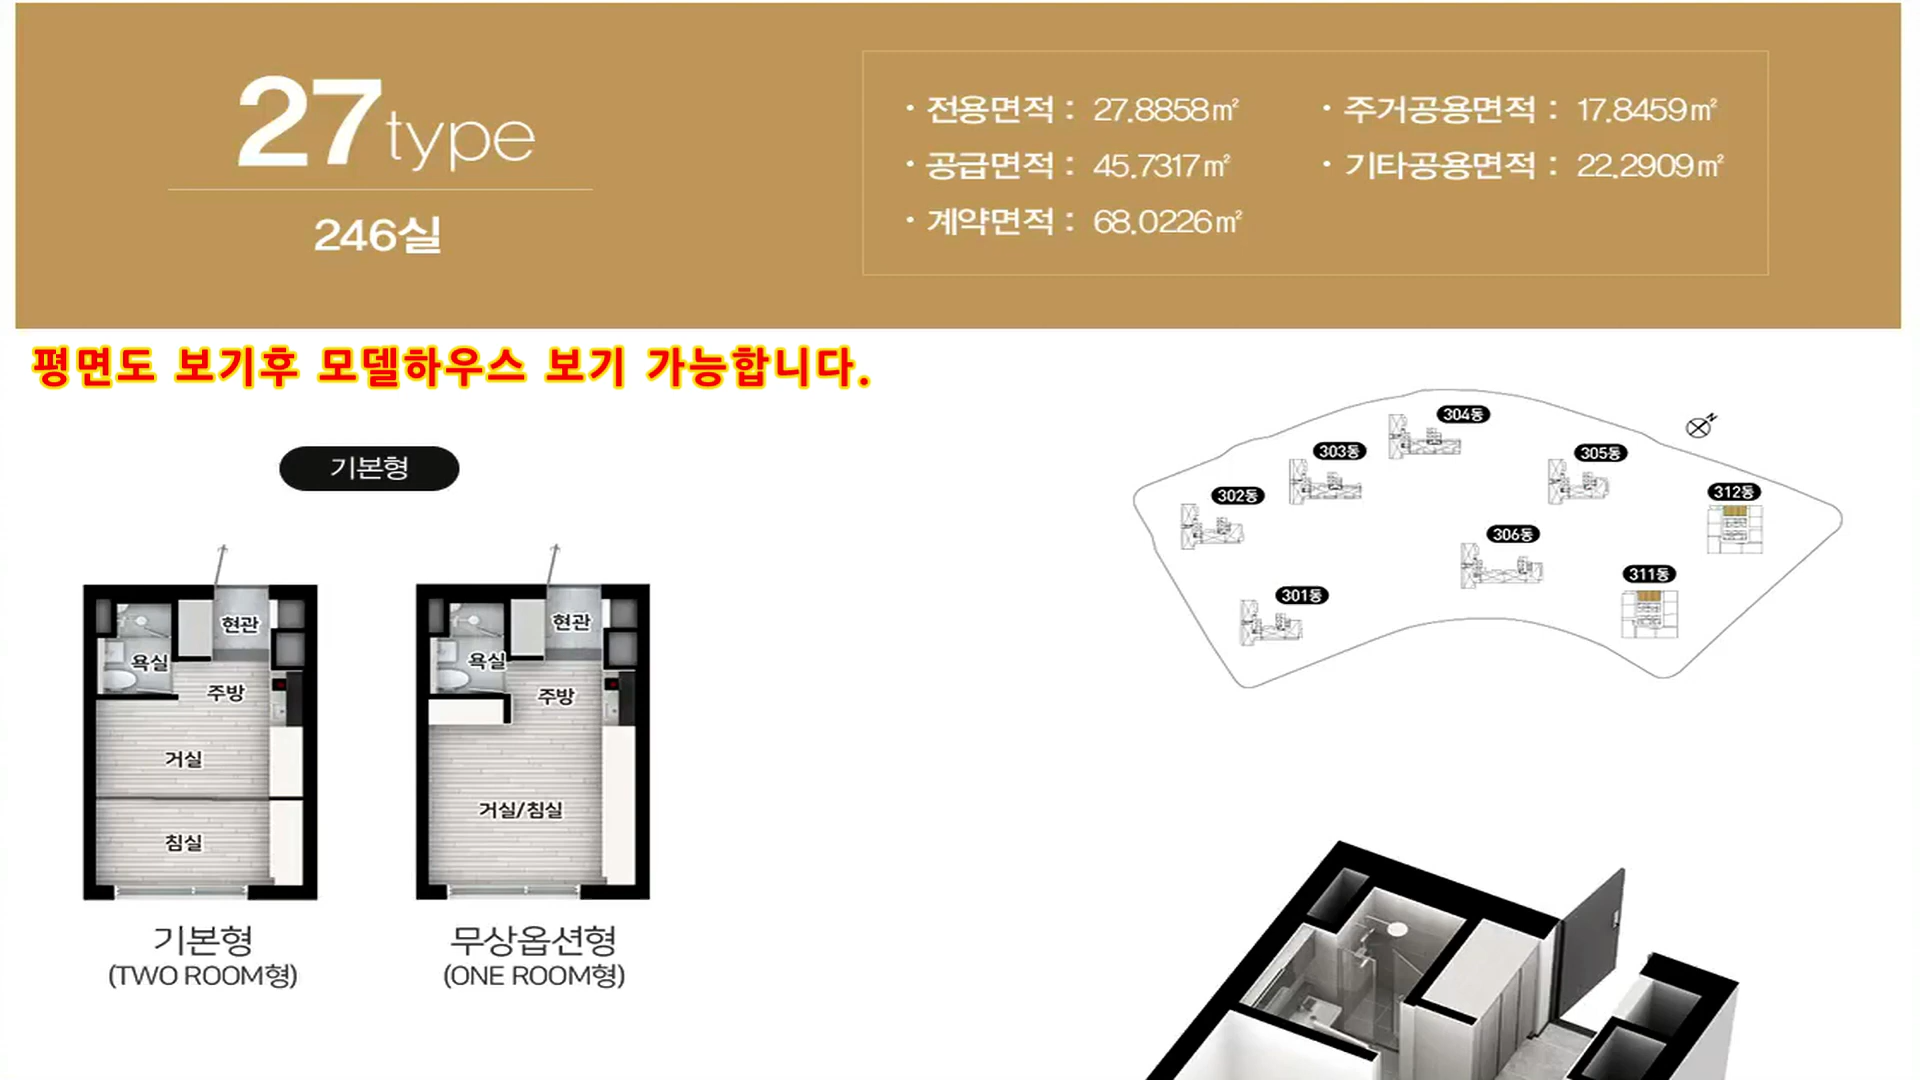 27 type
246실
• 전용면적 : 27.8858㎡
• 공급면적 : 45.7317㎡
• 계약면적 : 68.0226㎡
• 주거공용면적 : 17.8459㎡
• 기타공용면적 : 22.2909㎡
평면도 보기후 모델하우스 보기 가능합니다.
기본형
현관
욕실
주방
거실
침실
기본형
(TWO ROOM형)
현관
욕실
주방
거실/침실
무상옵션형
(ONE ROOM형)
304동
N
303동
305동
302동
312동
306동
311동
301동